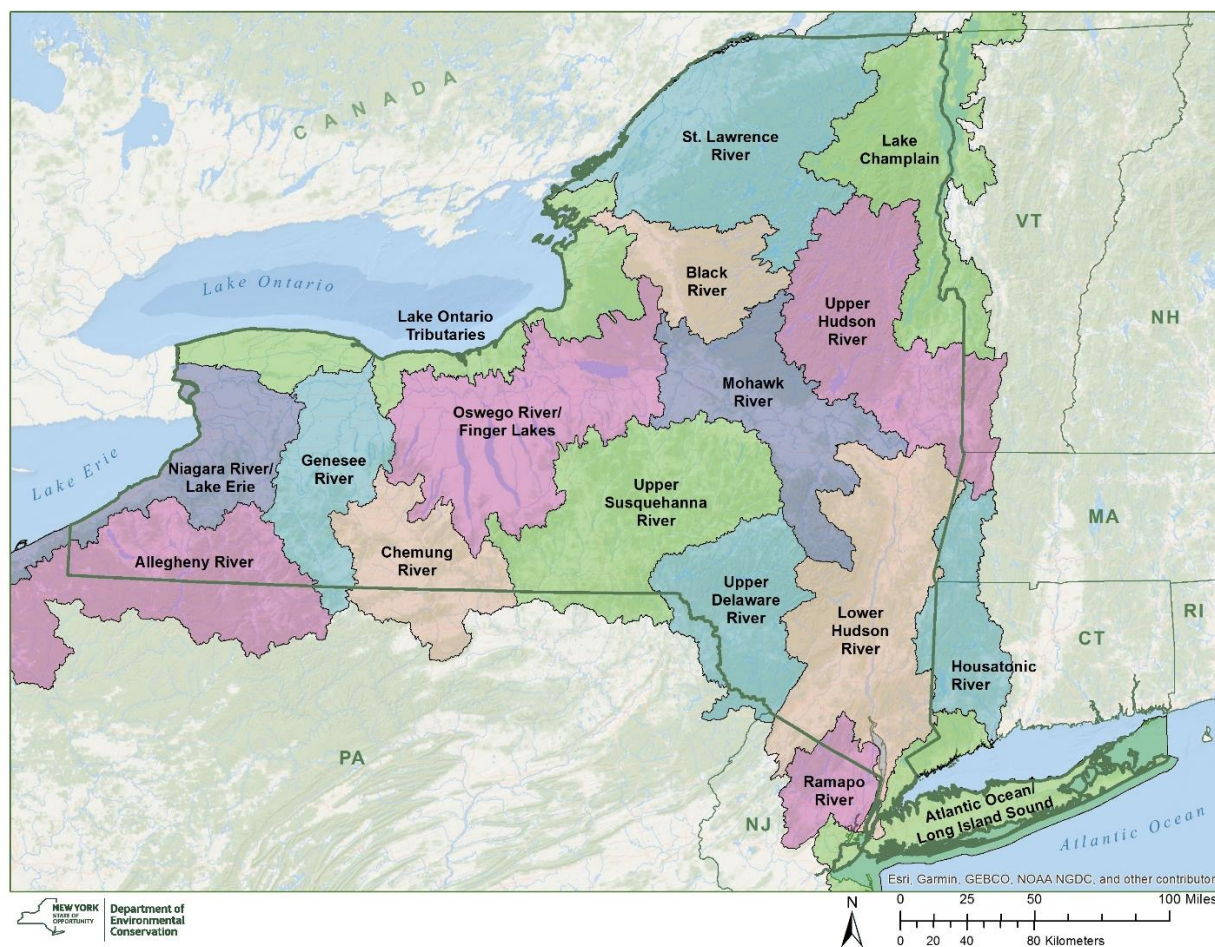 CANADA
St. Lawrence
River
Lake
Champlain
VT
Black
River
Lake Ontario
Upper
Hudson
River
NH
Lake Ontario
Tributaries
Mohawk
River
Oswego River/
Finger Lakes
Lake Erie
Niagara River/
Lake Erie
Genesee
River
Upper
Susquehanna
River
MA
Allegheny River
Chemung
River
Upper
Delaware
River
Lower
Hudson
River
CT
RI
Housatonic
River
PA
Ramapo
River
NJ
Atlantic Ocean/
Long Island Sound
Atlantic Ocean
Esri, Garmin, GEBCO, NOAA NGDC, and other contributor
NEW YORK
STATE OF
OPPORTUNITY
Department of
Environmental
Conservation
N
0 25 50 100 Miles
0 20 40 80 Kilometers